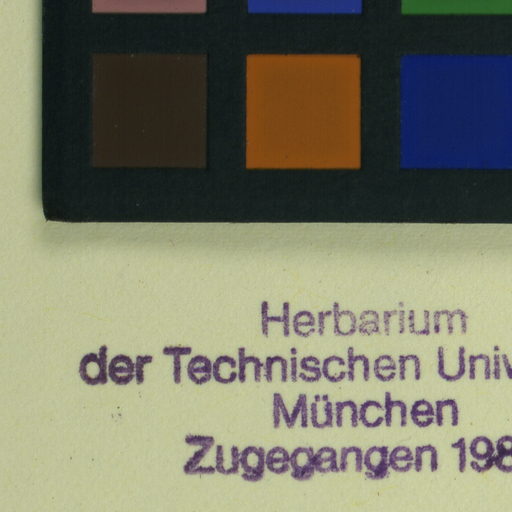 Herbarium
der Technischen Univ
München
Zugegangen 198